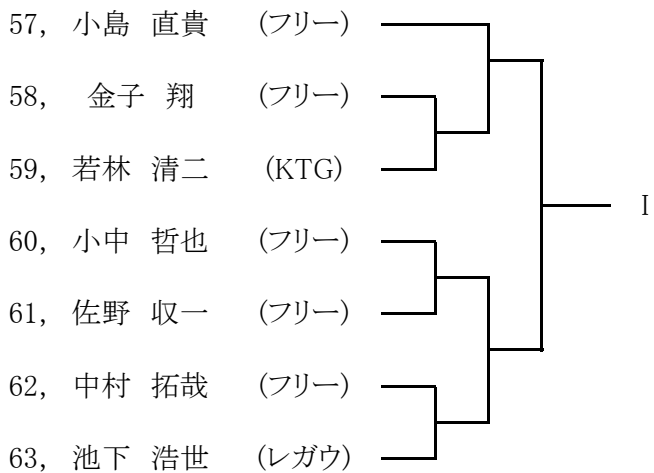 57, 小島 直貴 (フリー)
58, 金子 翔 (フリー)
59, 若林 清二 (KTG)
I
60, 小中 哲也 (フリー)
61, 佐野 収一 (フリー)
62, 中村 拓哉 (フリー)
63, 池下 浩世 (レガウ)